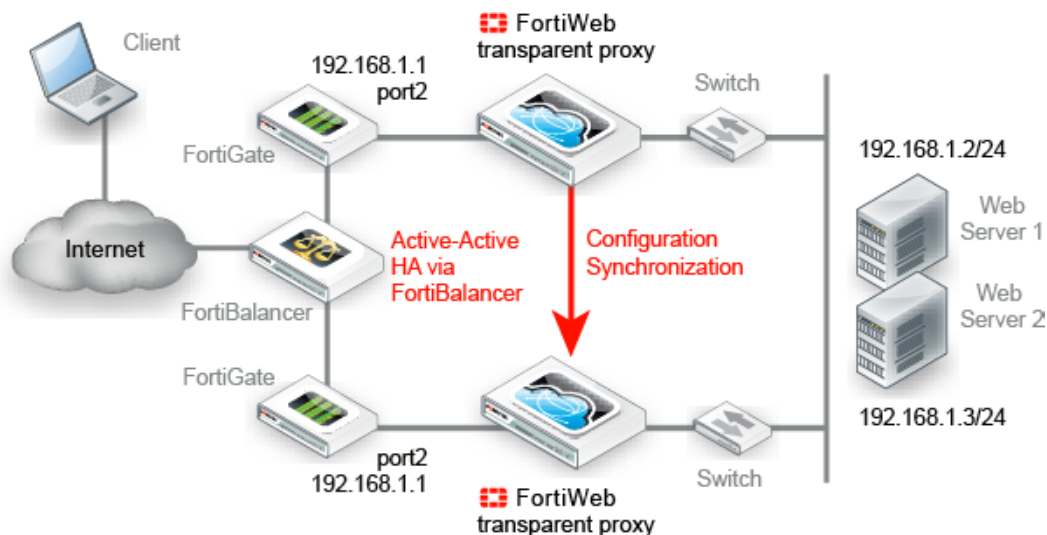 FortiWeb
transparent proxy
Client
192.168.1.1
port2
Switch
FortiGate
192.168.1.2/24
Web
Server 1
Internet
Active-Active
HA via
FortiBalancer
Configuration
Synchronization
FortiBalancer
Web
Server 2
FortiGate
192.168.1.3/24
port2
192.168.1.1
Switch
FortiWeb
transparent proxy